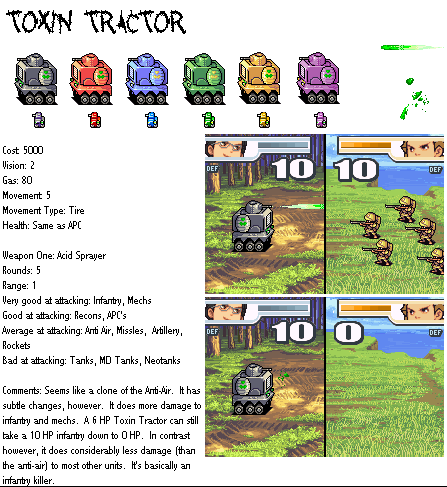 TOXIN TRACTOR
Cost: 5000
Vision: 2
Gas: 80
Movement: 5
Movement Type: Tire
Health: Same as APC
Weapon One: Acid Sprayer
Rounds: 5
Range: 1
Very good at attacking: Infantry, Mechs
Good at attacking: Recons, APC's
Average at attacking: Anti Air, Missles, Artillery,
Rockets
Bad at attacking: Tanks, MD Tanks, Neotanks
Comments: Seems like a clone of the Anti-Air. It has
subtle changes, however. It does more damage to
infantry and mechs. A 6 HP Toxin Tractor can still
take a 10 HP infantry down to 0 HP. In contrast
however, it does considerably less damage (than
the anti-air) to most other units. It's basically an
infantry killer.
DEF 10
10 DEF
DEF 10
0 DEF